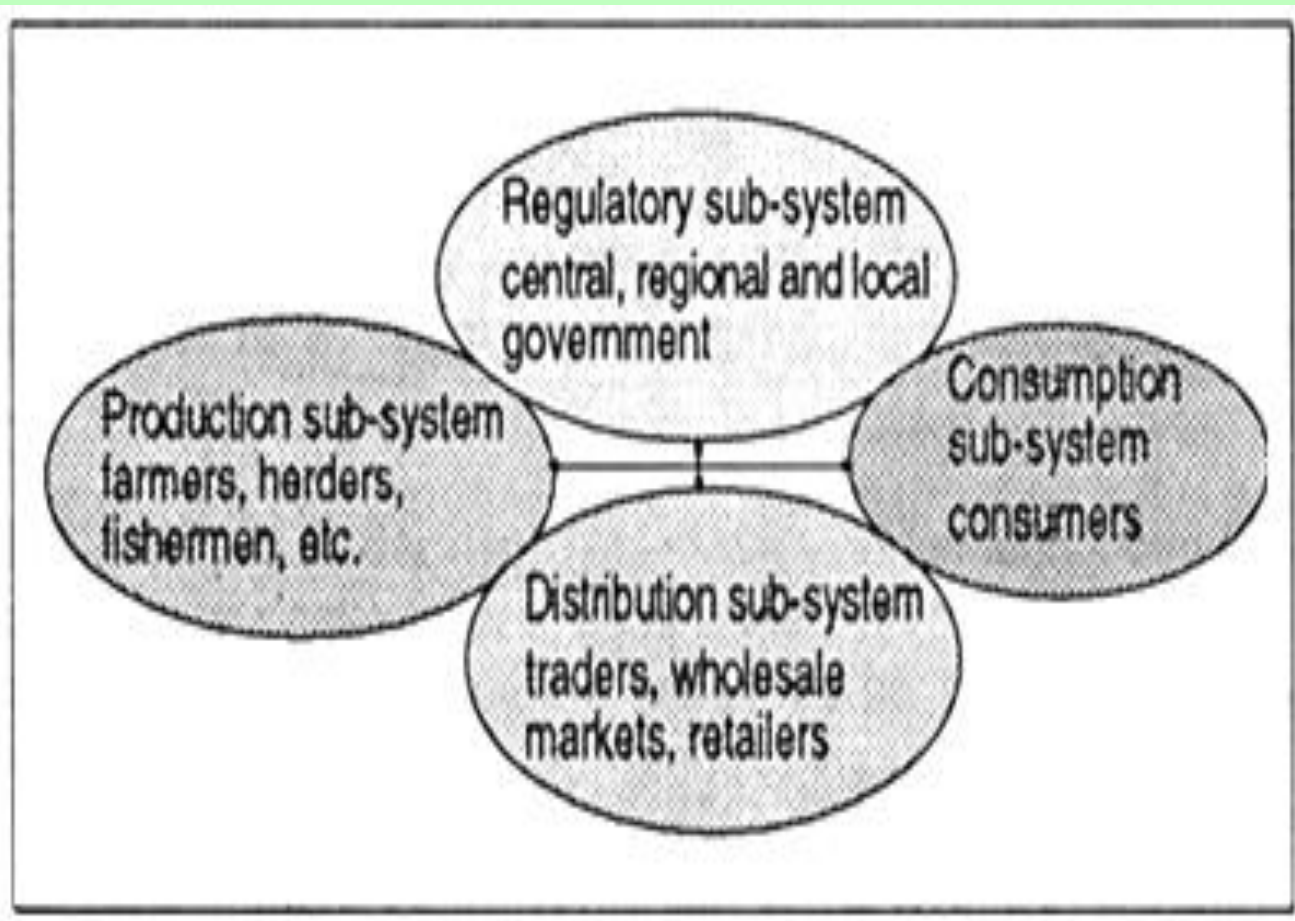 Regulatory sub-system
central, regional and local
government
Production sub-system
farmers, herders,
fishermen, etc.
Consumption
sub-system
consumers
Distribution sub-system
traders, wholesale
markets, retailers